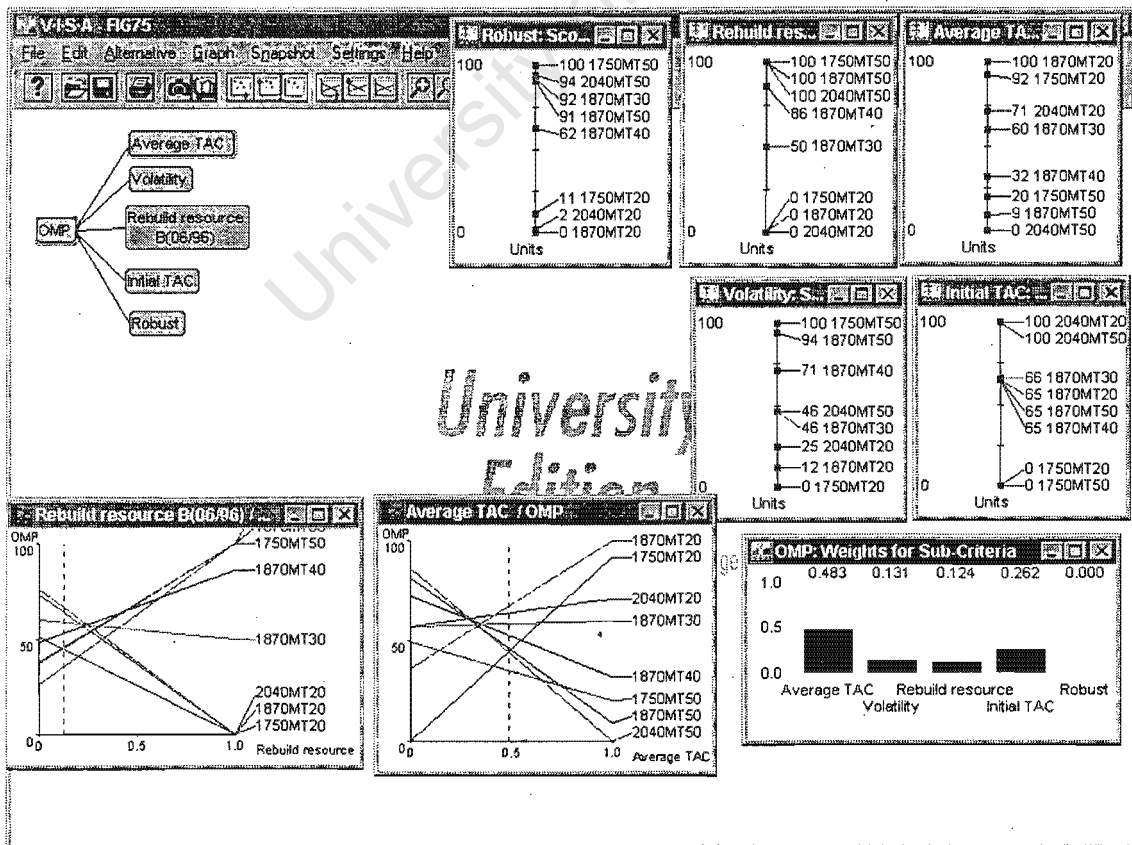 V·I·S·A - FIG75
File Edit Alternative Graph Snapshot Settings Help
?
OMP
Average TAC
Volatility
Rebuild resource
B(06/96)
Initial TAC
Robust
Robust: Sco...
100
100 1750MT50
94 2040MT50
92 1870MT30
91 1870MT50
62 1870MT40
11 1750MT20
2 2040MT20
0 1870MT20
0
Units
Rebuild res...
100
100 1750MT50
100 1870MT50
100 2040MT50
86 1870MT40
50 1870MT30
0 1750MT20
0 1870MT20
0 2040MT20
0
Units
Average TA...
100
100 1870MT20
92 1750MT20
71 2040MT20
60 1870MT30
32 1870MT40
20 1750MT50
9 1870MT50
0 2040MT50
0
Units
Volatility: S...
100
100 1750MT50
94 1870MT50
71 1870MT40
46 2040MT50
46 1870MT30
25 2040MT20
12 1870MT20
0 1750MT20
0
Units
Initial TAC: ...
100
100 2040MT20
100 2040MT50
66 1870MT30
65 1870MT20
65 1870MT50
65 1870MT40
0 1750MT20
0 1750MT50
0
Units
University
University
Edition
Rebuild resource B(06/96) /
OMP
100
50
0
1750MT50
1870MT40
1870MT30
2040MT20
1870MT20
1750MT20
0 0.5 1.0
Rebuild resource
Average TAC / OMP
OMP
100
50
0
1870MT20
1750MT20
2040MT20
1870MT30
1870MT40
1750MT50
1870MT50
2040MT50
0 0.5 1.0
Average TAC
OMP: Weights for Sub-Criteria
1.0 0.483 0.131 0.124 0.262 0.000
0.5
0.0
Average TAC Rebuild resource Robust
Volatility Initial TAC